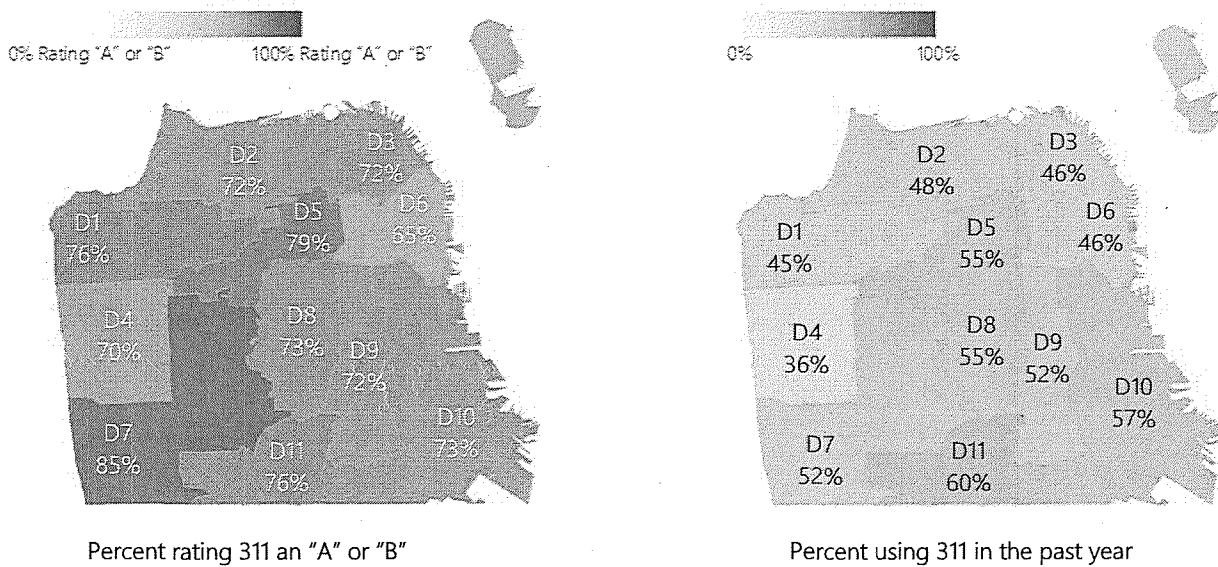 0% Rating "A" or "B" 100% Rating "A" or "B"
D2
72%
D3
72%
D1
76%
D5
79%
D6
D4
70%
D8
73%
D9
72%
D7
85%
D11
76%
D10
73%
Percent rating 311 an "A" or "B"
0% 100%
D2
48%
D3
46%
D1
45%
D5
55%
D6
46%
D4
36%
D8
55%
D9
52%
D10
57%
D7
52%
D11
60%
Percent using 311 in the past year